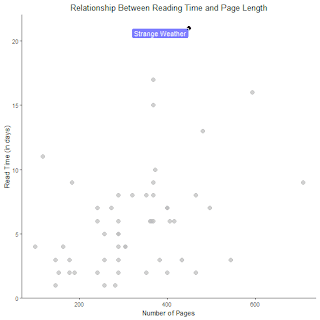 Relationship Between Reading Time and Page Length
Strange Weather
20
15
10
5
0
Read Time (in days)
200
400
600
Number of Pages